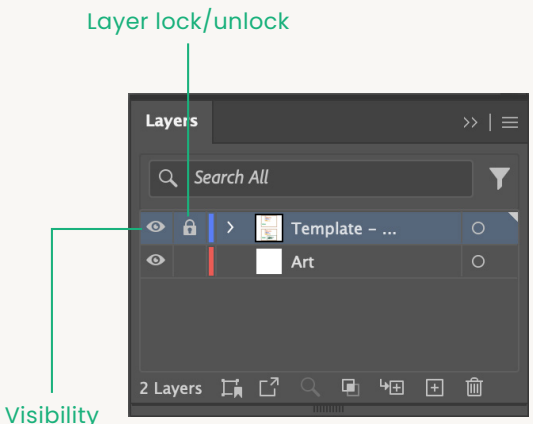 Layer lock/unlock
Layers
Search All
Template – ...
Art
2 Layers
Visibility